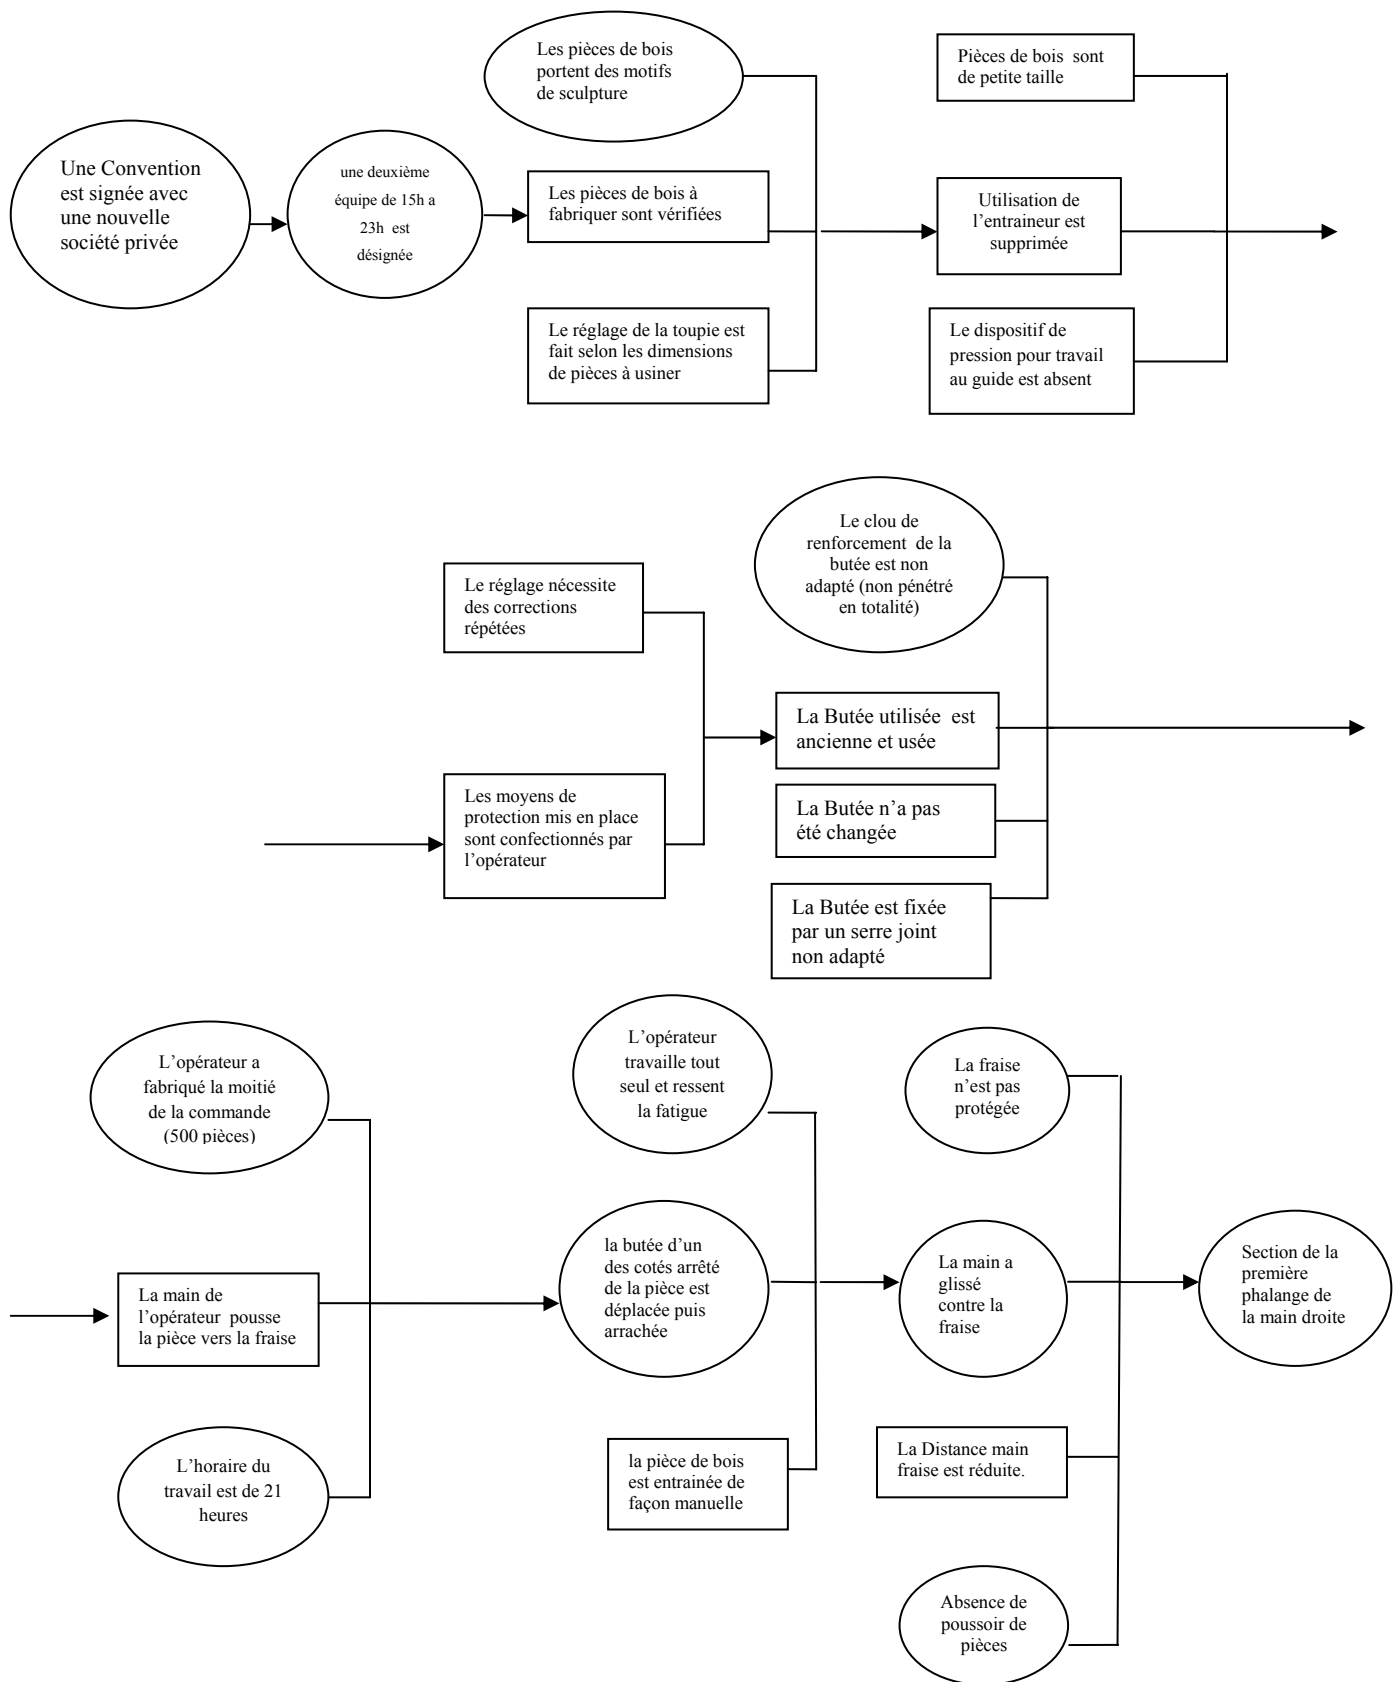 Les pièces de bois
portent des motifs
de sculpture
Pièces de bois sont
de petite taille
Une Convention
est signée avec
une nouvelle
société privée
une deuxième
équipe de 15h a
23h est
désignée
Les pièces de bois à
fabriquer sont vérifiées
Utilisation de
l’entraineur est
supprimée
Le réglage de la toupie est
fait selon les dimensions
de pièces à usiner
Le dispositif de
pression pour travail
au guide est absent
Le clou de
renforcement de la
butée est non
adapté (non pénétré
en totalité)
Le réglage nécessite
des corrections
répétées
La Butée utilisée est
ancienne et usée
Les moyens de
protection mis en place
sont confectionnés par
l’opérateur
La Butée n’a pas
été changée
La Butée est fixée
par un serre joint
non adapté
L’opérateur a
fabriqué la moitié
de la commande
(500 pièces)
L’opérateur
travaille tout
seul et ressent
la fatigue
La fraise
n’est pas
protégée
La main de
l’opérateur pousse
la pièce vers la fraise
la butée d’un
des cotés arrêté
de la pièce est
déplacée puis
arrachée
La main a
glissé
contre la
fraise
Section de la
première
phalange de
la main droite
L’horaire du
travail est de 21
heures
la pièce de bois
est entrainée de
façon manuelle
La Distance main
fraise est réduite.
Absence de
poussoir de
pièces